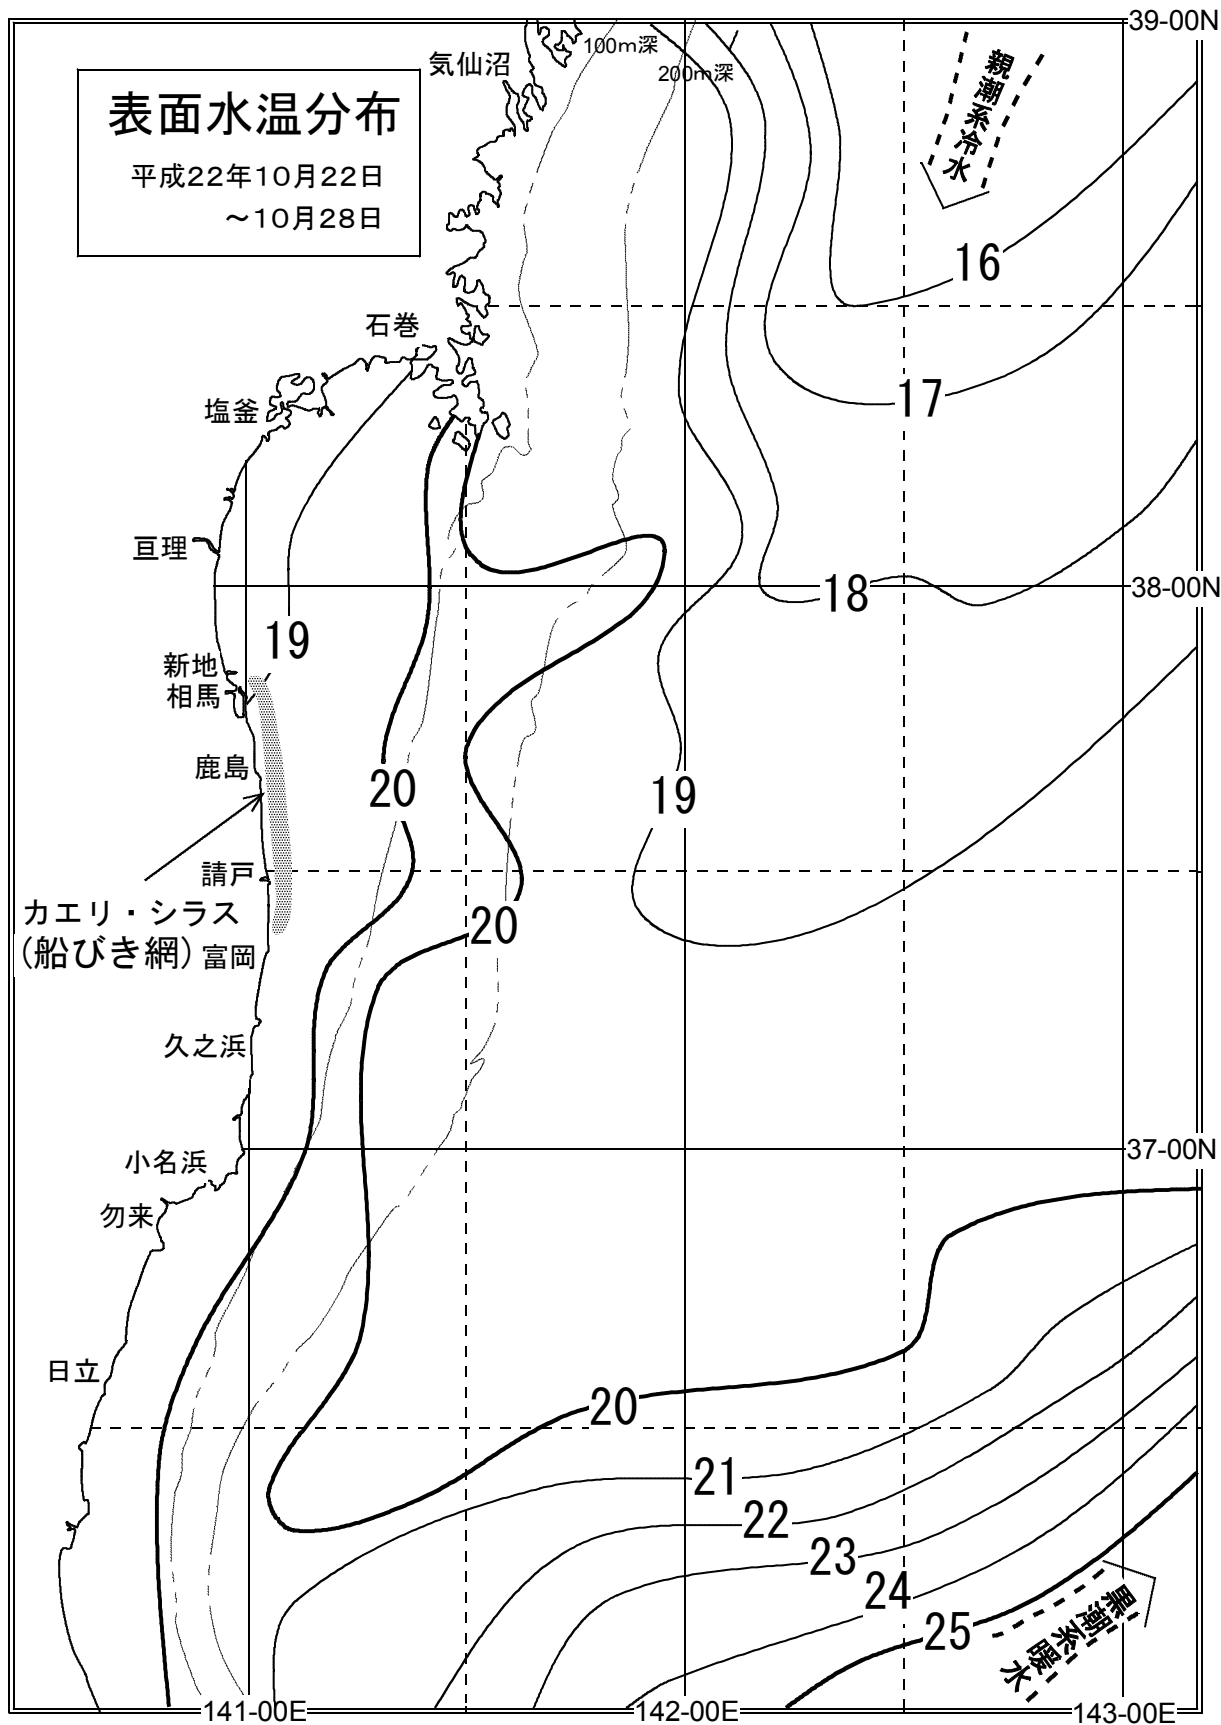 39-00N
100m深
200m深
気仙沼
親潮系冷水
表面水温分布
平成22年10月22日
～10月28日
16
石巻
17
塩釜
亘理
38-00N
18
19
新地
相馬
鹿島
20
19
請戸
カエリ・シラス
(船びき網)
富岡
20
久之浜
37-00N
小名浜
勿来
日立
20
21
22
23
24
25
黒潮系暖水
141-00E
142-00E
143-00E